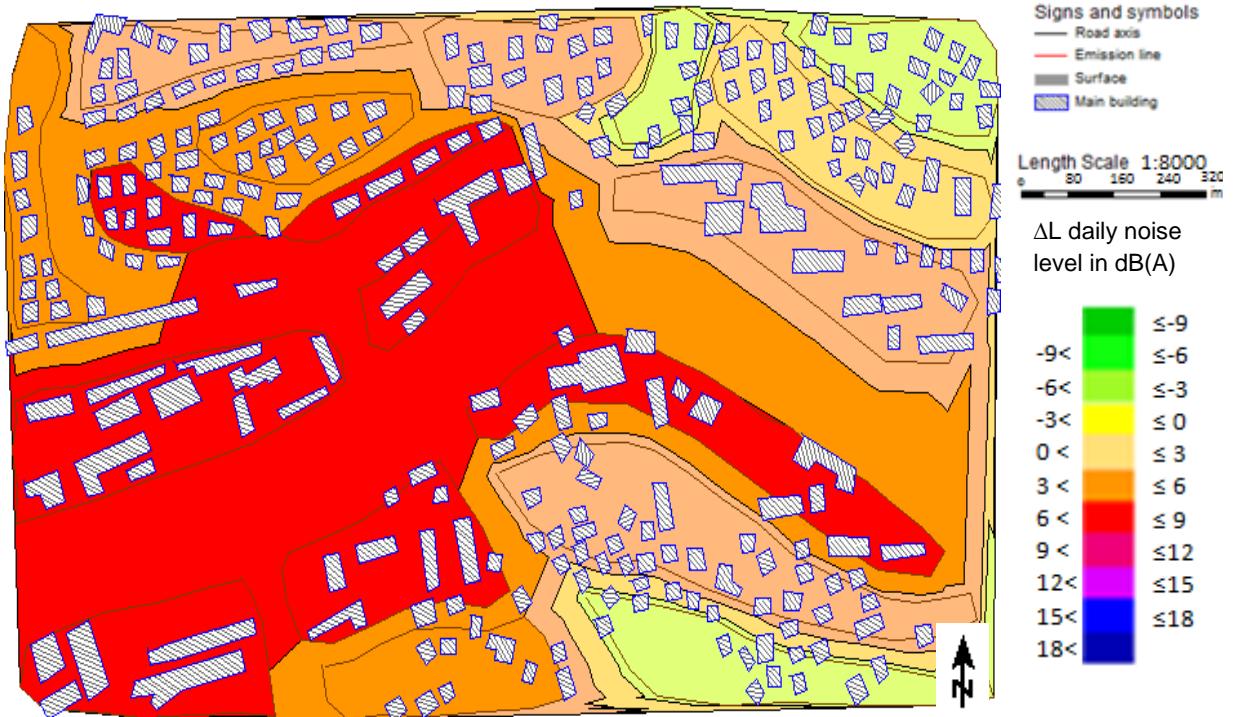 Signs and symbols
Road axis
Emission line
Surface
Main building
Length Scale 1:8000
0 80 160 240 320
m
ΔL daily noise
level in dB(A)
≤-9
-9< ≤-6
-6< ≤-3
-3< ≤ 0
0 < ≤ 3
3 < ≤ 6
6 < ≤ 9
9 < ≤12
12< ≤15
15< ≤18
18<
N